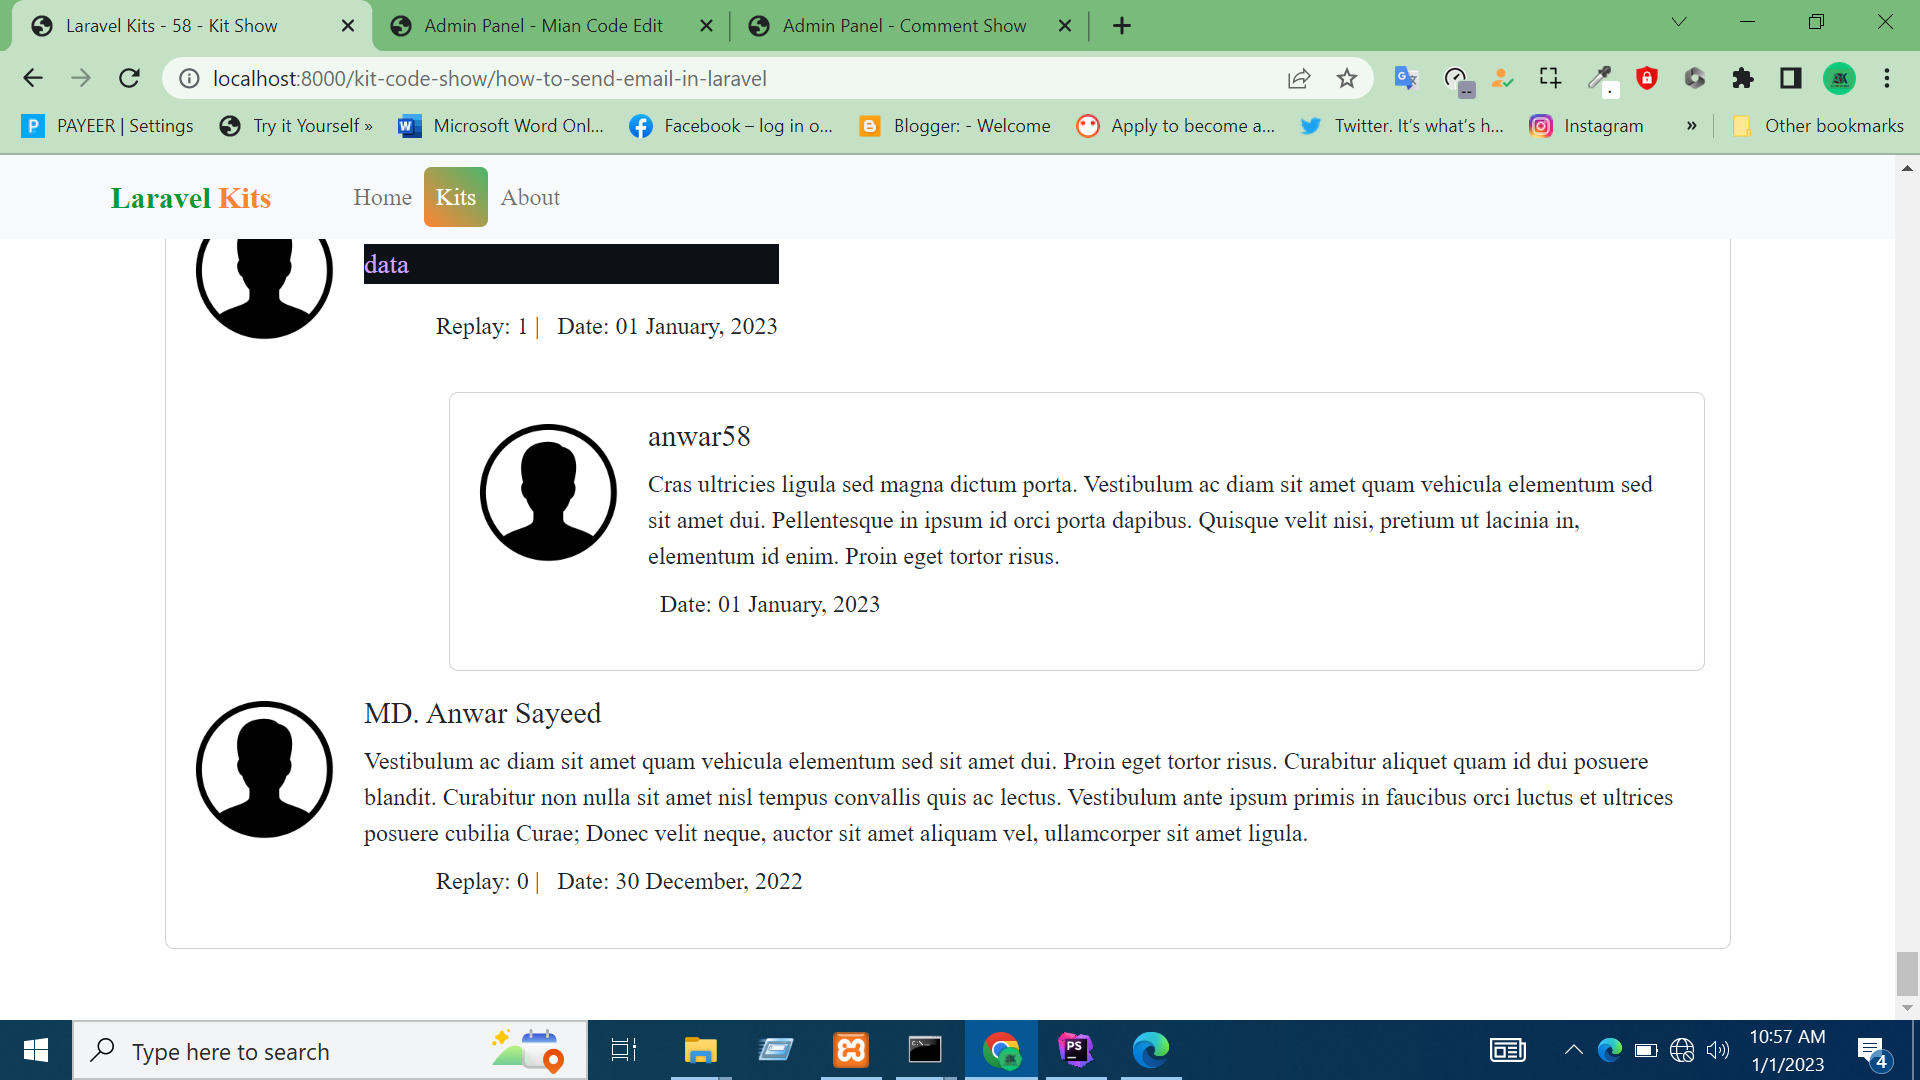 Laravel Kits - 58 - Kit Show
Admin Panel - Mian Code Edit
Admin Panel - Comment Show
localhost:8000/kit-code-show/how-to-send-email-in-laravel
PAYEER | Settings
Try it Yourself »
Microsoft Word Onl...
Facebook – log in o...
Blogger: - Welcome
Apply to become a...
Twitter. It's what's h...
Instagram
»
Other bookmarks
Laravel Kits
Home
Kits
About
data
Replay: 1 | Date: 01 January, 2023
anwar58
Cras ultricies ligula sed magna dictum porta. Vestibulum ac diam sit amet quam vehicula elementum sed
sit amet dui. Pellentesque in ipsum id orci porta dapibus. Quisque velit nisi, pretium ut lacinia in,
elementum id enim. Proin eget tortor risus.
Date: 01 January, 2023
MD. Anwar Sayeed
Vestibulum ac diam sit amet quam vehicula elementum sed sit amet dui. Proin eget tortor risus. Curabitur aliquet quam id dui posuere
blandit. Curabitur non nulla sit amet nisl tempus convallis quis ac lectus. Vestibulum ante ipsum primis in faucibus orci luctus et ultrices
posuere cubilia Curae; Donec velit neque, auctor sit amet aliquam vel, ullamcorper sit amet ligula.
Replay: 0 | Date: 30 December, 2022
Type here to search
PS
10:57 AM
1/1/2023
4